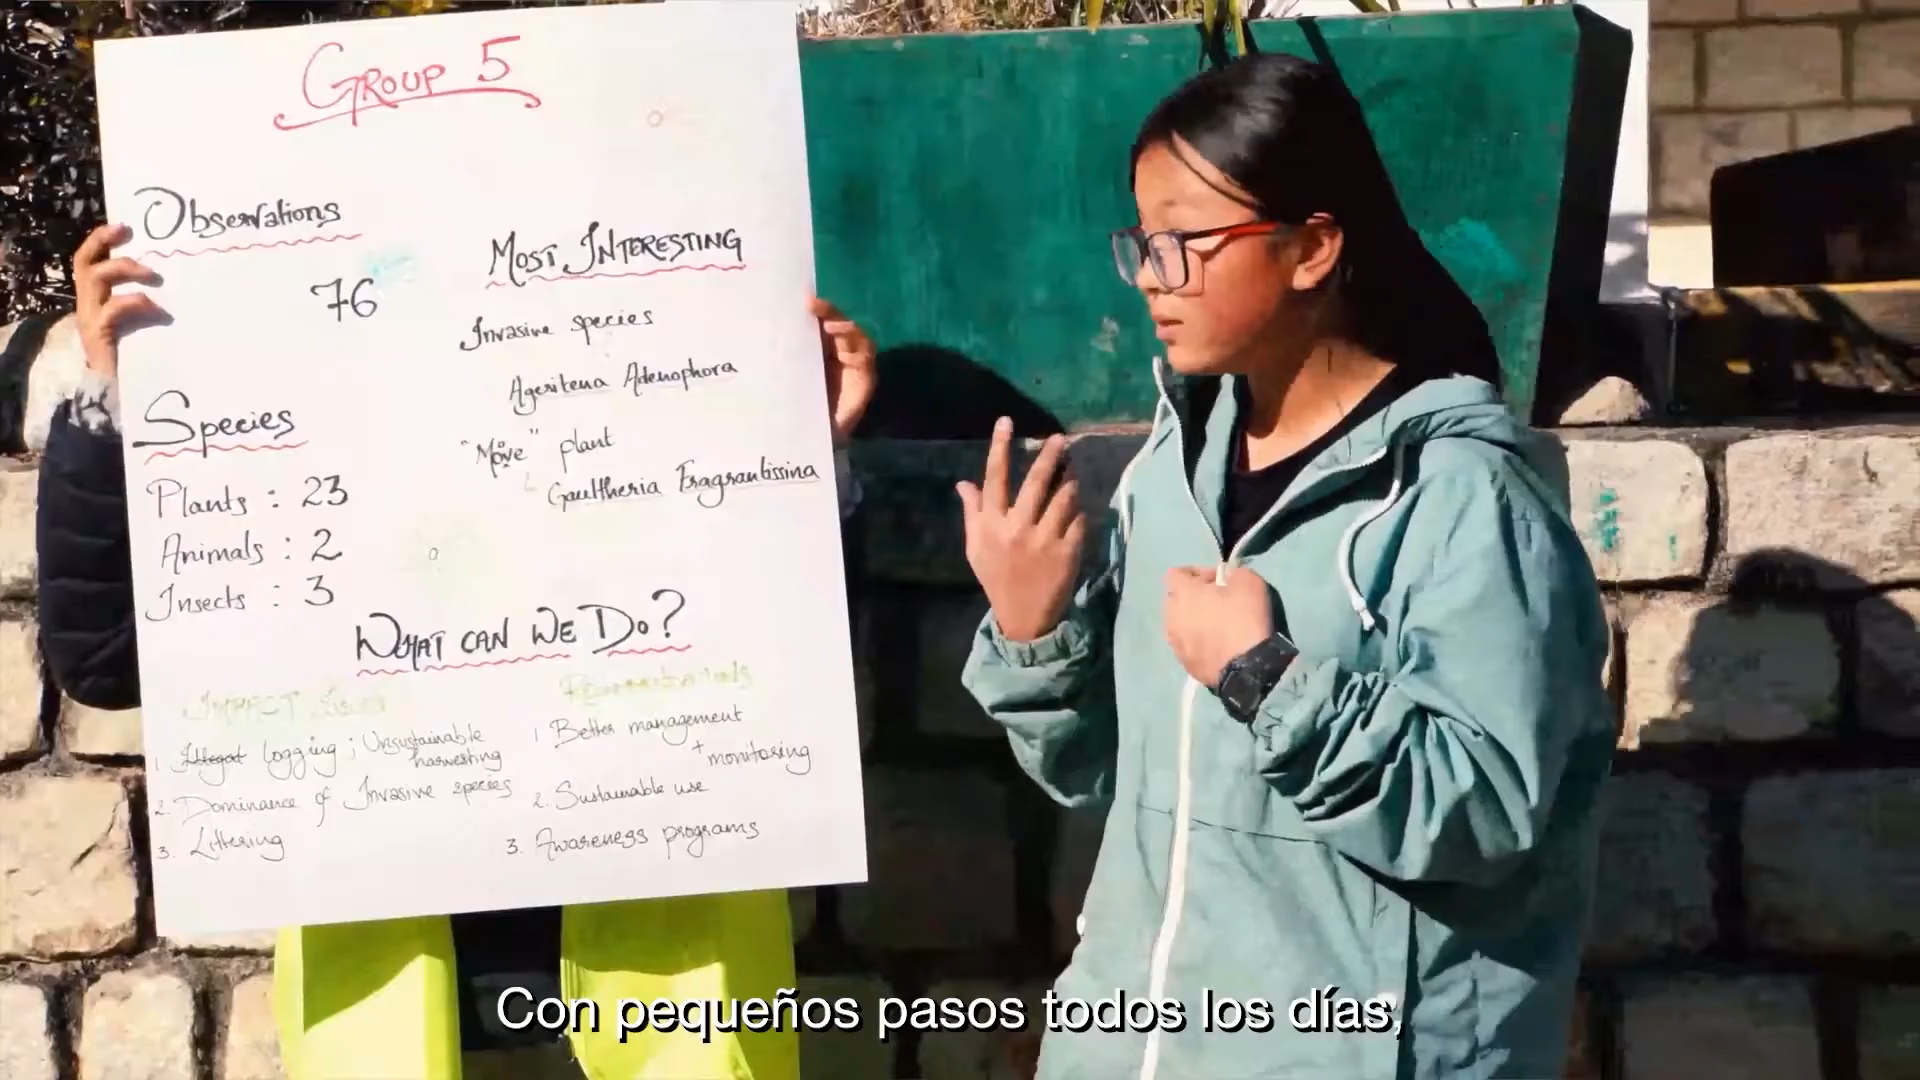 GROUP 5
Observations
76
Species
Plants : 23
Animals : 2
Insects : 3
MOST INTERESTING
Invasive species
Ageritena Adenophora
"Move" plant
Gaultheria Fragrantissina
WHAT CAN WE DO?
IMPACT
1 Illegal logging ; Unsustainable
harvesting
2. Dominance of Invasive species
3. Littering
1 Better management
+ monitoring
2. Sustainable use
3. Awareness programs
Con pequeños pasos todos los días,